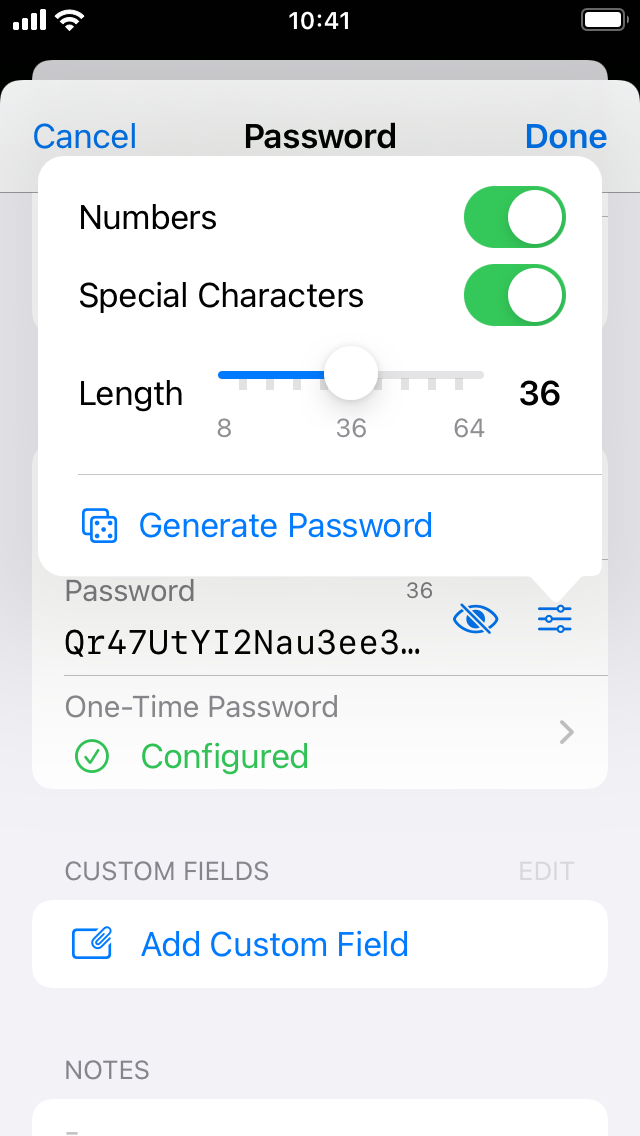 10:41
Cancel Password Done
Numbers
Special Characters
Length 36
8 36 64
Generate Password
Password 36
Qr47UtYI2Nau3ee3…
One-Time Password
Configured
CUSTOM FIELDS EDIT
Add Custom Field
NOTES